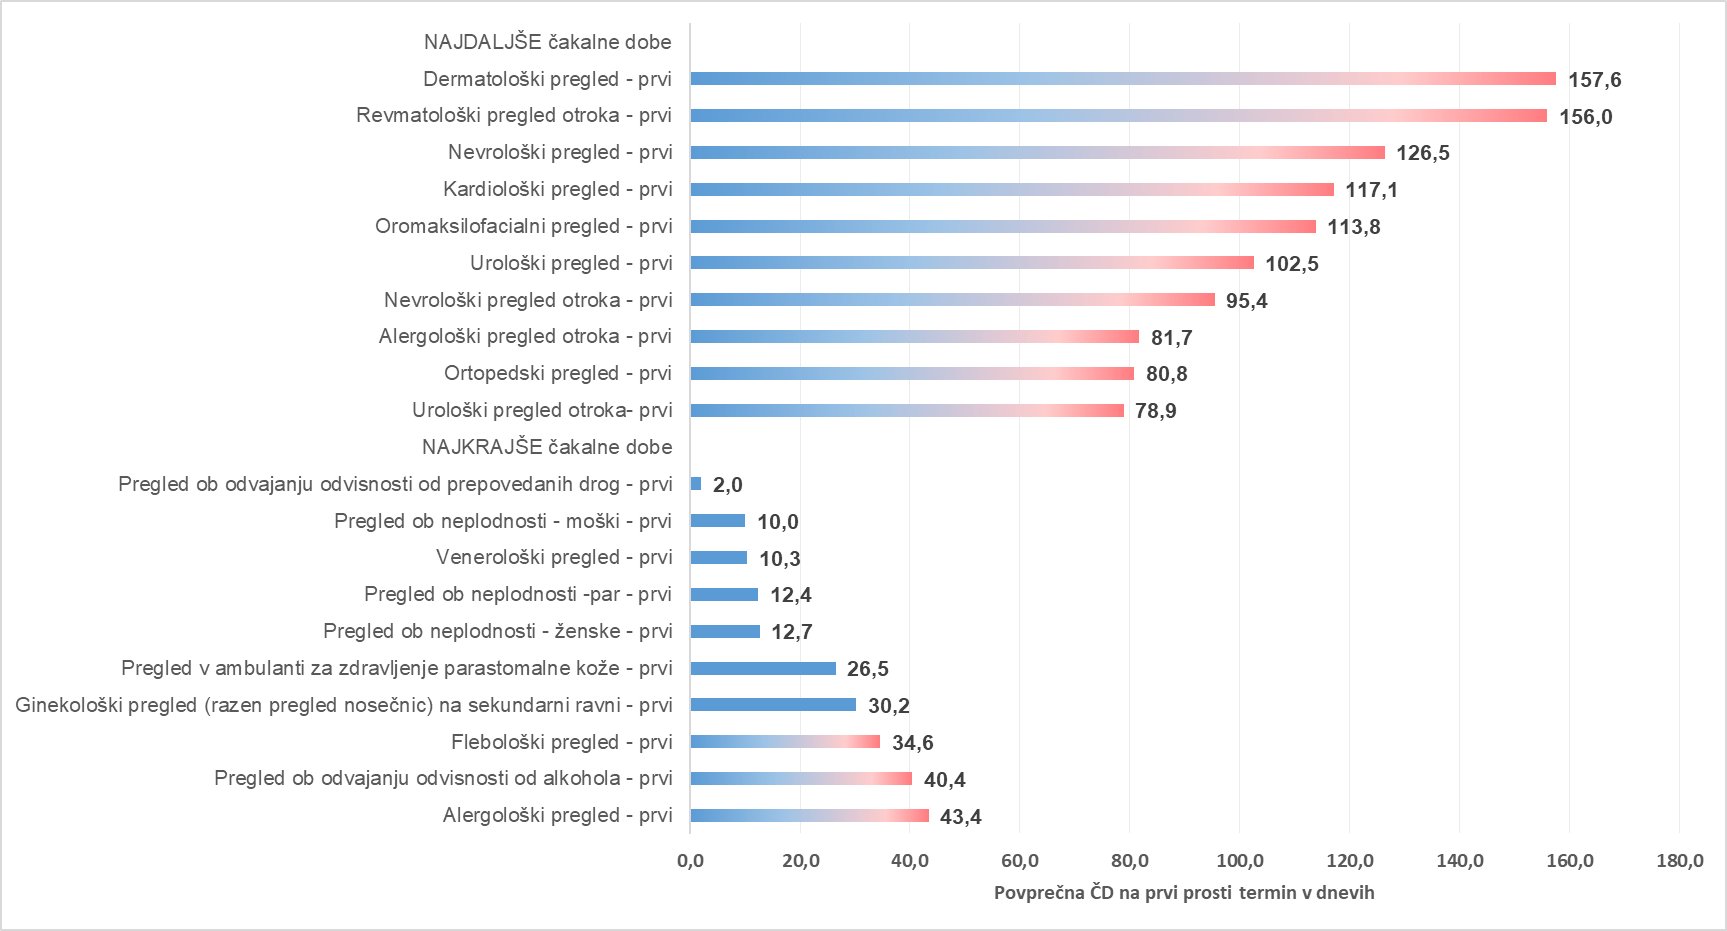 NAJDALJŠE čakalne dobe
Dermatološki pregled - prvi 157,6
Revmatološki pregled otroka - prvi 156,0
Nevrološki pregled - prvi 126,5
Kardiološki pregled - prvi 117,1
Oromaksilofacialni pregled - prvi 113,8
Urološki pregled - prvi 102,5
Nevrološki pregled otroka - prvi 95,4
Alergološki pregled otroka - prvi 81,7
Ortopedski pregled - prvi 80,8
Urološki pregled otroka- prvi 78,9
NAJKRAJŠE čakalne dobe
Pregled ob odvajanju odvisnosti od prepovedanih drog - prvi 2,0
Pregled ob neplodnosti - moški - prvi 10,0
Venerološki pregled - prvi 10,3
Pregled ob neplodnosti -par - prvi 12,4
Pregled ob neplodnosti - ženske - prvi 12,7
Pregled v ambulanti za zdravljenje parastomalne kože - prvi 26,5
Ginekološki pregled (razen pregled nosečnic) na sekundarni ravni - prvi 30,2
Flebološki pregled - prvi 34,6
Pregled ob odvajanju odvisnosti od alkohola - prvi 40,4
Alergološki pregled - prvi 43,4
0,0 20,0 40,0 60,0 80,0 100,0 120,0 140,0 160,0 180,0
Povprečna ČD na prvi prosti termin v dnevih